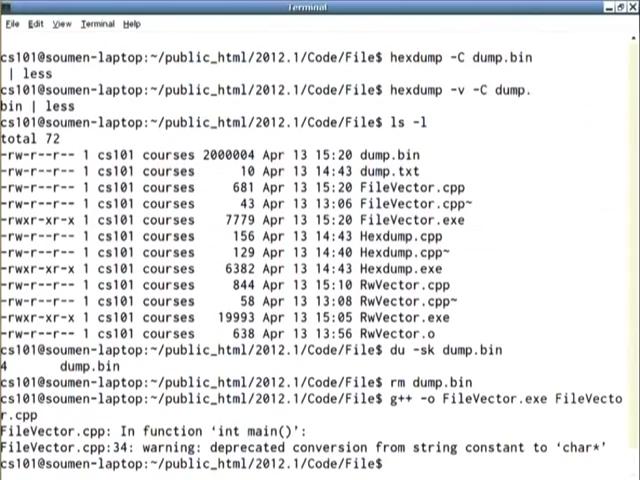 Terminal
File Edit View Terminal Help
cs101@soumen-laptop:~/public_html/2012.1/Code/File$ hexdump -C dump.bin
| less
cs101@soumen-laptop:~/public_html/2012.1/Code/File$ hexdump -v -C dump.
bin | less
cs101@soumen-laptop:~/public_html/2012.1/Code/File$ ls -l
total 72
-rw-r--r-- 1 cs101 courses 2000004 Apr 13 15:20 dump.bin
-rw-r--r-- 1 cs101 courses 10 Apr 13 14:43 dump.txt
-rw-r--r-- 1 cs101 courses 681 Apr 13 15:20 FileVector.cpp
-rw-r--r-- 1 cs101 courses 43 Apr 13 13:06 FileVector.cpp~
-rwxr-xr-x 1 cs101 courses 7779 Apr 13 15:20 FileVector.exe
-rw-r--r-- 1 cs101 courses 156 Apr 13 14:43 Hexdump.cpp
-rw-r--r-- 1 cs101 courses 129 Apr 13 14:40 Hexdump.cpp~
-rwxr-xr-x 1 cs101 courses 6382 Apr 13 14:43 Hexdump.exe
-rw-r--r-- 1 cs101 courses 844 Apr 13 15:10 RwVector.cpp
-rw-r--r-- 1 cs101 courses 58 Apr 13 13:08 RwVector.cpp~
-rwxr-xr-x 1 cs101 courses 19993 Apr 13 15:05 RwVector.exe
-rw-r--r-- 1 cs101 courses 638 Apr 13 13:56 RwVector.o
cs101@soumen-laptop:~/public_html/2012.1/Code/File$ du -sk dump.bin
4 dump.bin
cs101@soumen-laptop:~/public_html/2012.1/Code/File$ rm dump.bin
cs101@soumen-laptop:~/public_html/2012.1/Code/File$ g++ -o FileVector.exe FileVecto
r.cpp
FileVector.cpp: In function ‘int main()’:
FileVector.cpp:34: warning: deprecated conversion from string constant to ‘char*’
cs101@soumen-laptop:~/public_html/2012.1/Code/File$